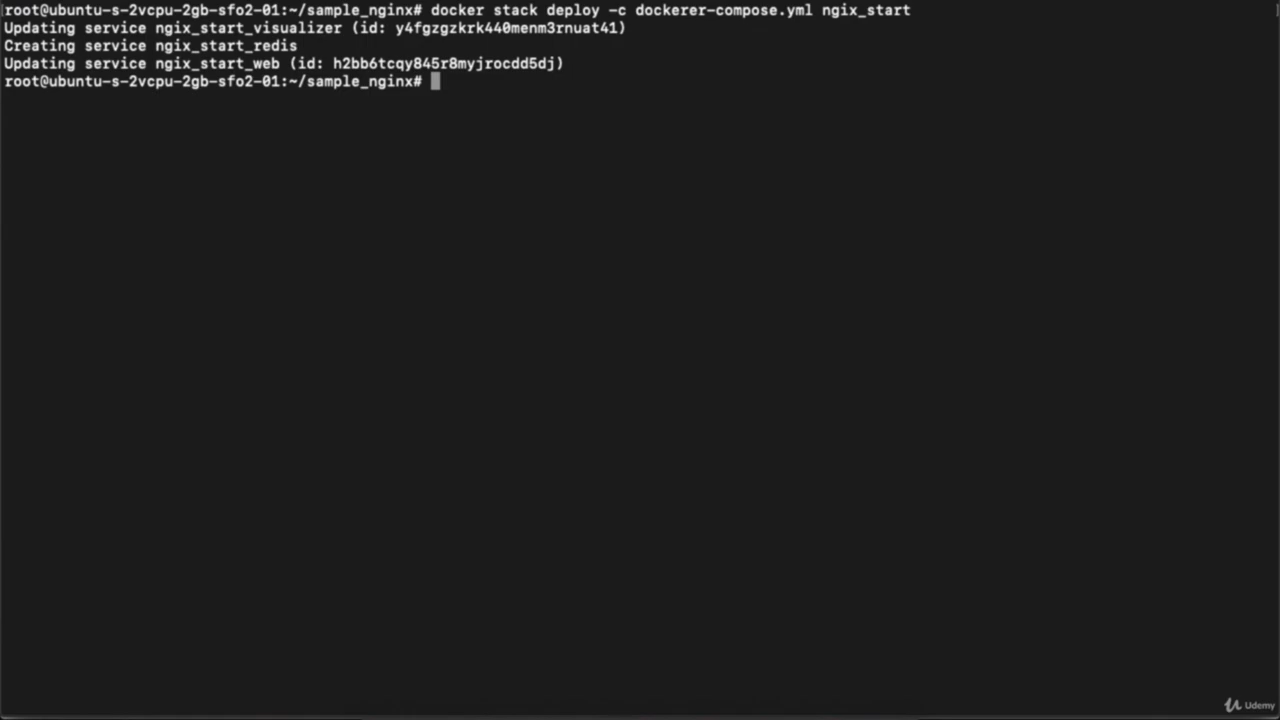 root@ubuntu-s-2vcpu-2gb-sfo2-01:~/sample_nginx# docker stack deploy -c dockerer-compose.yml ngix_start
Updating service ngix_start_visualizer (id: y4fgzgzkrk440menm3rnuat41)
Creating service ngix_start_redis
Updating service ngix_start_web (id: h2bb6tcqy845r8myjrocdd5dj)
root@ubuntu-s-2vcpu-2gb-sfo2-01:~/sample_nginx#
Udemy